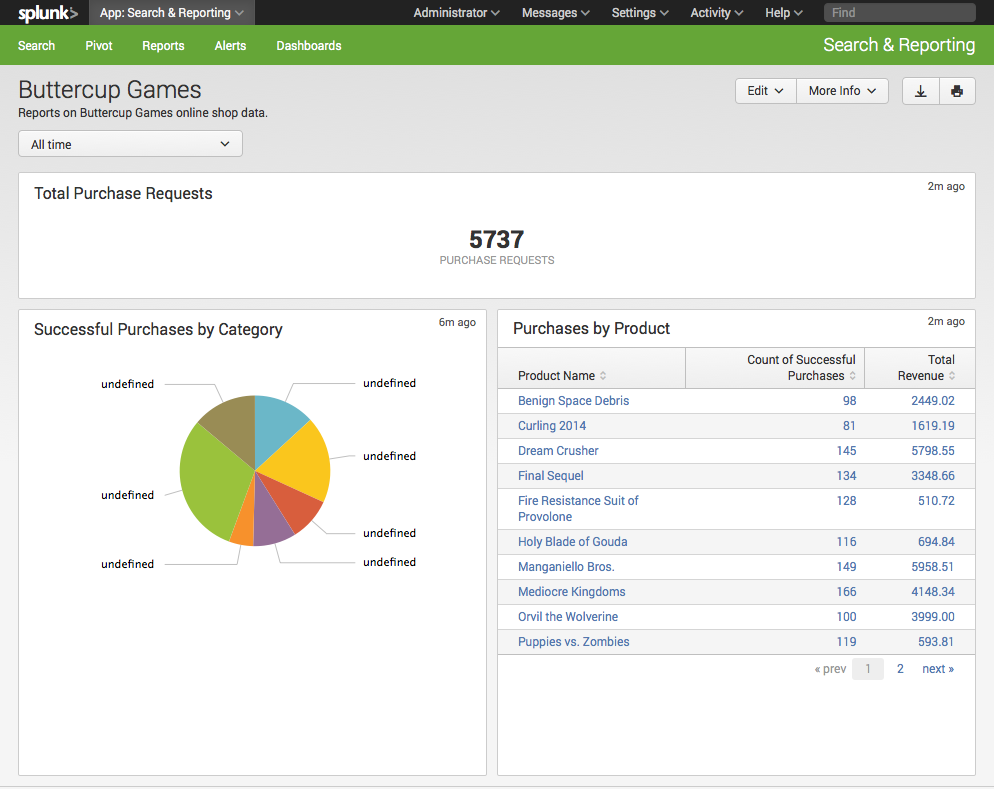 splunk> App: Search & Reporting Administrator Messages Settings Activity Help Find
Search Pivot Reports Alerts Dashboards Search & Reporting
Buttercup Games Edit More Info
Reports on Buttercup Games online shop data.
All time
Total Purchase Requests 2m ago
5737
PURCHASE REQUESTS
Successful Purchases by Category 6m ago
undefined undefined
undefined
undefined
undefined
undefined undefined
Purchases by Product 2m ago
Product Name Count of Successful Purchases Total Revenue
Benign Space Debris 98 2449.02
Curling 2014 81 1619.19
Dream Crusher 145 5798.55
Final Sequel 134 3348.66
Fire Resistance Suit of 128 510.72
Provolone
Holy Blade of Gouda 116 694.84
Manganiello Bros. 149 5958.51
Mediocre Kingdoms 166 4148.34
Orvil the Wolverine 100 3999.00
Puppies vs. Zombies 119 593.81
« prev 1 2 next »